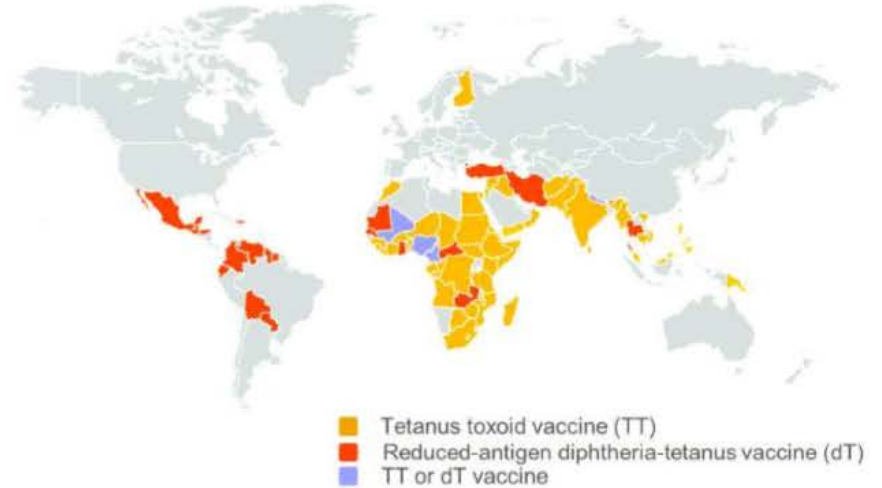 Tetanus toxoid vaccine (TT)
Reduced-antigen diphtheria-tetanus vaccine (dT)
TT or dT vaccine